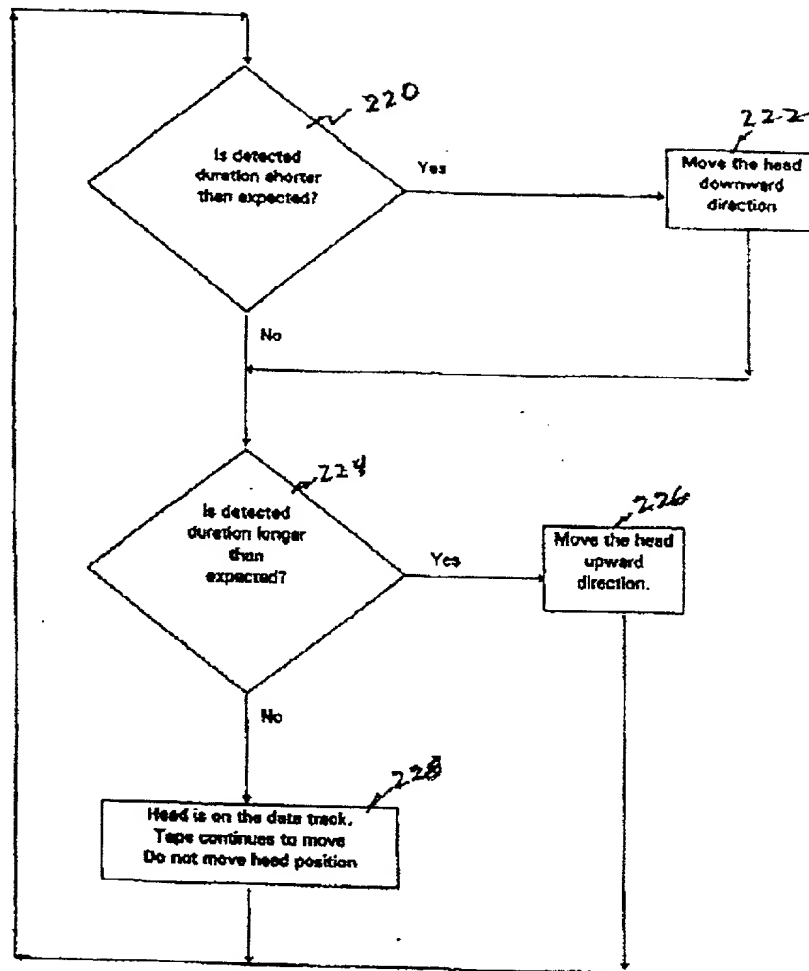 220
Is detected
duration shorter
than expected?
Yes
222
Move the head
downward
direction
No
224
Is detected
duration longer
than
expected?
Yes
226
Move the head
upward
direction.
No
228
Head is on the data track.
Tape continues to move
Do not move head position